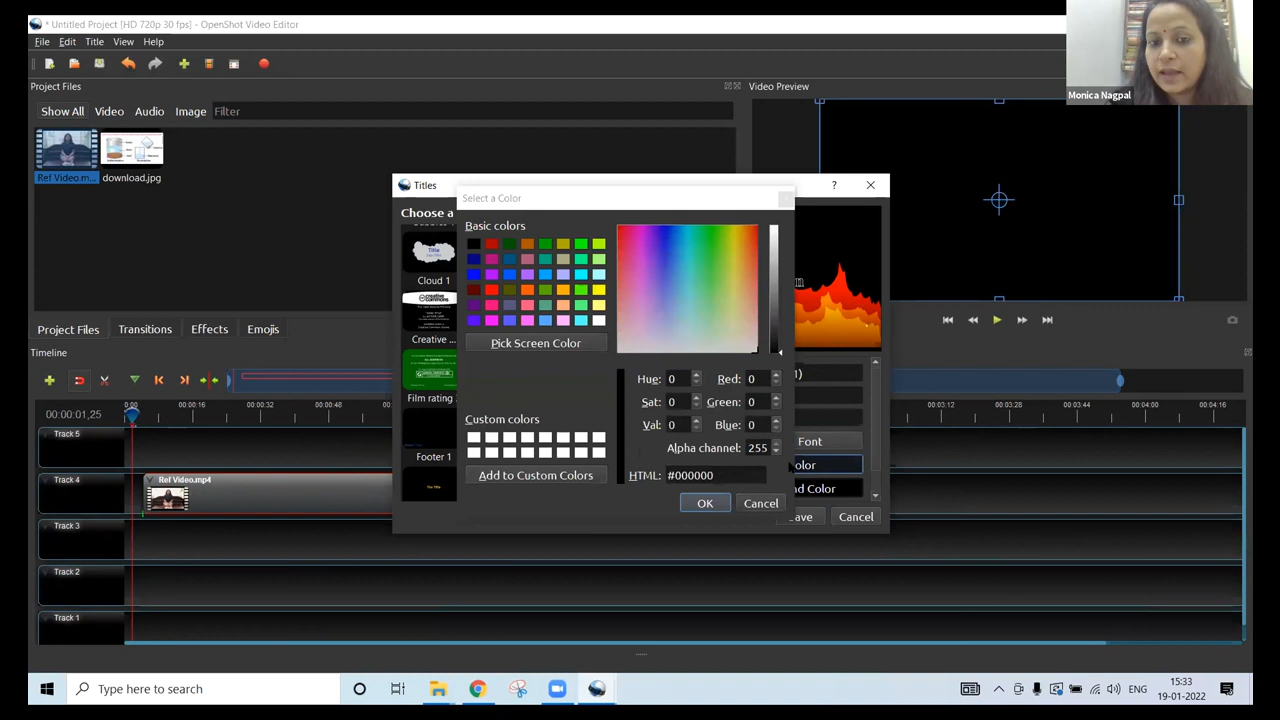 * Untitled Project [HD 720p 30 fps] - OpenShot Video Editor
File Edit Title View Help
Monica Nagpal
Project Files
Video Preview
Show All Video Audio Image Filter
Ref Video.m...
download.jpg
Titles
?
Choose a
Cloud 1
Creative ...
Film rating
Footer 1
Select a Color
Basic colors
Pick Screen Color
Custom colors
Add to Custom Colors
Hue: 0 Red: 0
Sat: 0 Green: 0
Val: 0 Blue: 0
Alpha channel: 255
HTML: #000000
OK Cancel
1)
Font
olor
nd Color
ave Cancel
Project Files Transitions Effects Emojis
Timeline
00:00:01,25
0:00 00:00:16 00:00:32 00:03:12 00:03:28 00:03:44 00:04:00 00:04:16
Track 5
Track 4
Ref Video.mp4
Track 3
Track 2
Track 1
Type here to search
ENG
15:33
19-01-2022